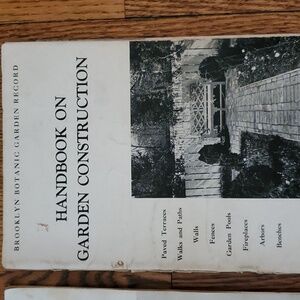 BROOKLYN BOTANIC GARDEN RECORD
HANDBOOK ON
GARDEN CONSTRUCTION
Paved Terraces
Walks and Paths
Walls
Fences
Garden Pools
Fireplaces
Arbors
Benches